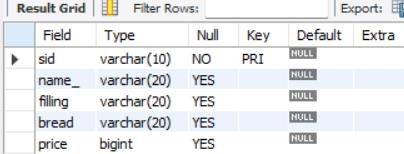 Result Grid Filter Rows: Export:
Field Type Null Key Default Extra
sid varchar(10) NO PRI NULL
name_ varchar(20) YES NULL
filling varchar(20) YES NULL
bread varchar(20) YES NULL
price bigint YES NULL